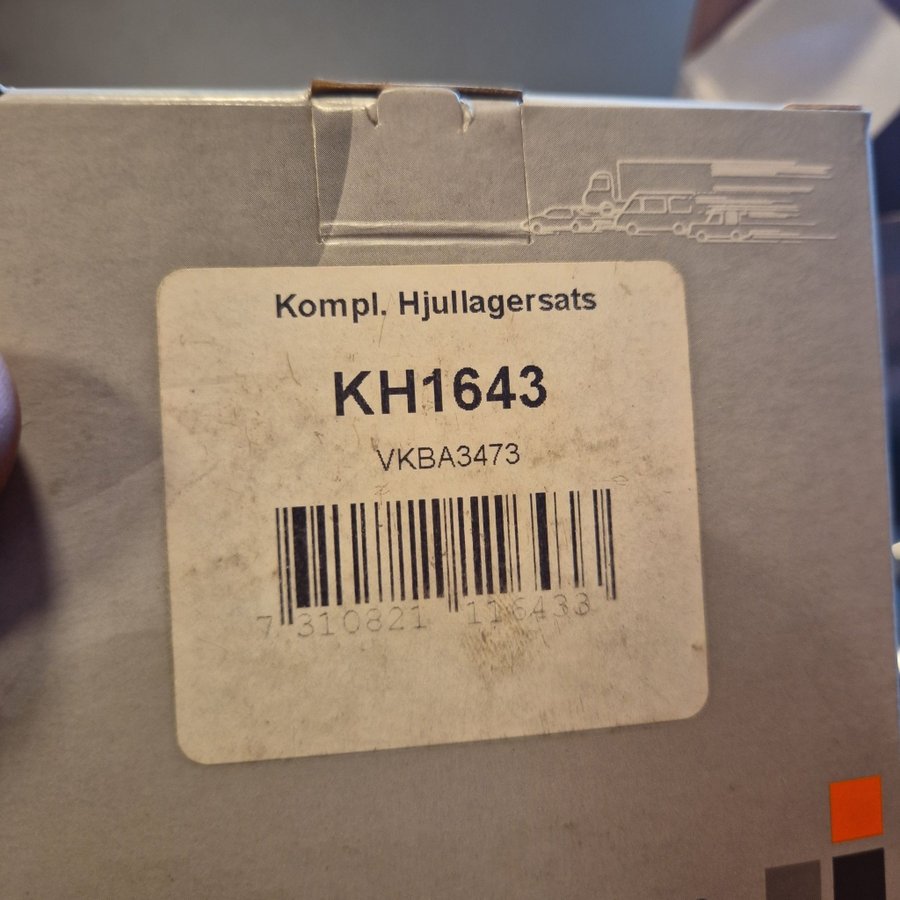 Kompl. Hjullagersats
KH1643
VKBA3473
7 310821 116433